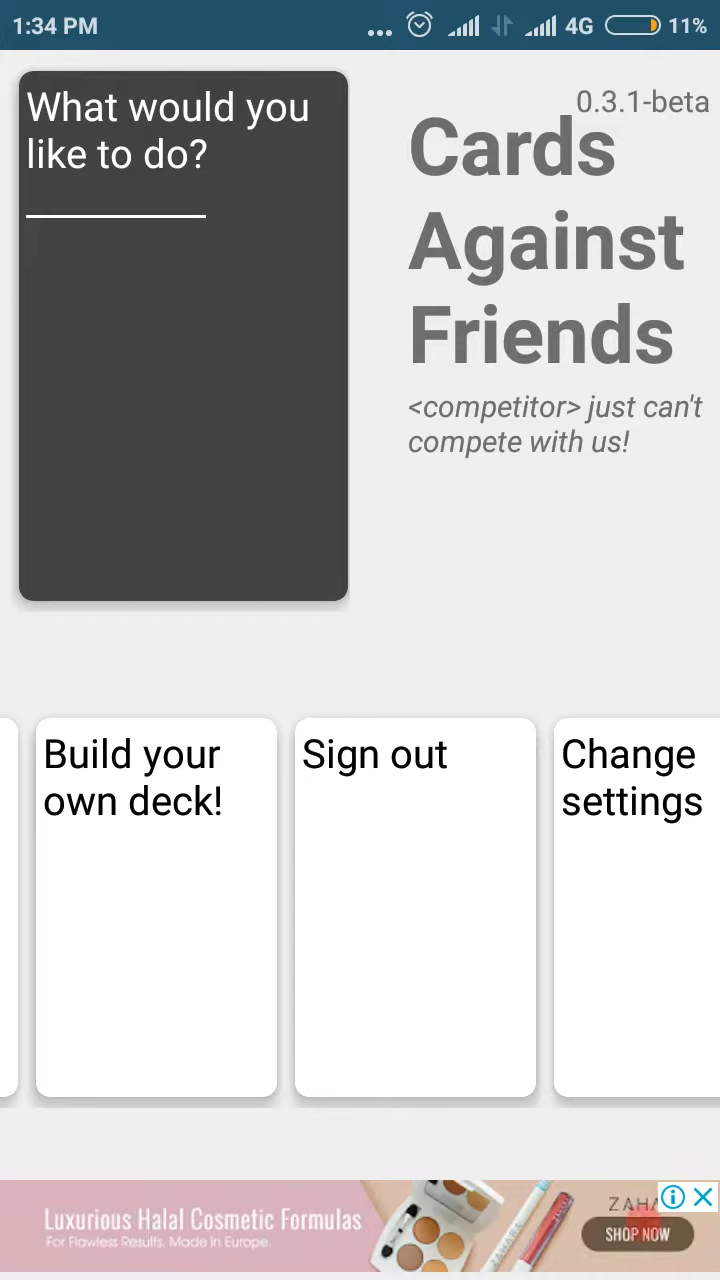 1:34 PM
4G
11%
What would you
like to do?
0.3.1-beta
Cards
Against
Friends
<competitor> just can't
compete with us!
Build your
own deck!
Sign out
Change
settings
Luxurious Halal Cosmetic Formulas
For Flawless Results. Made in Europe.
ZAHARA
SHOP NOW